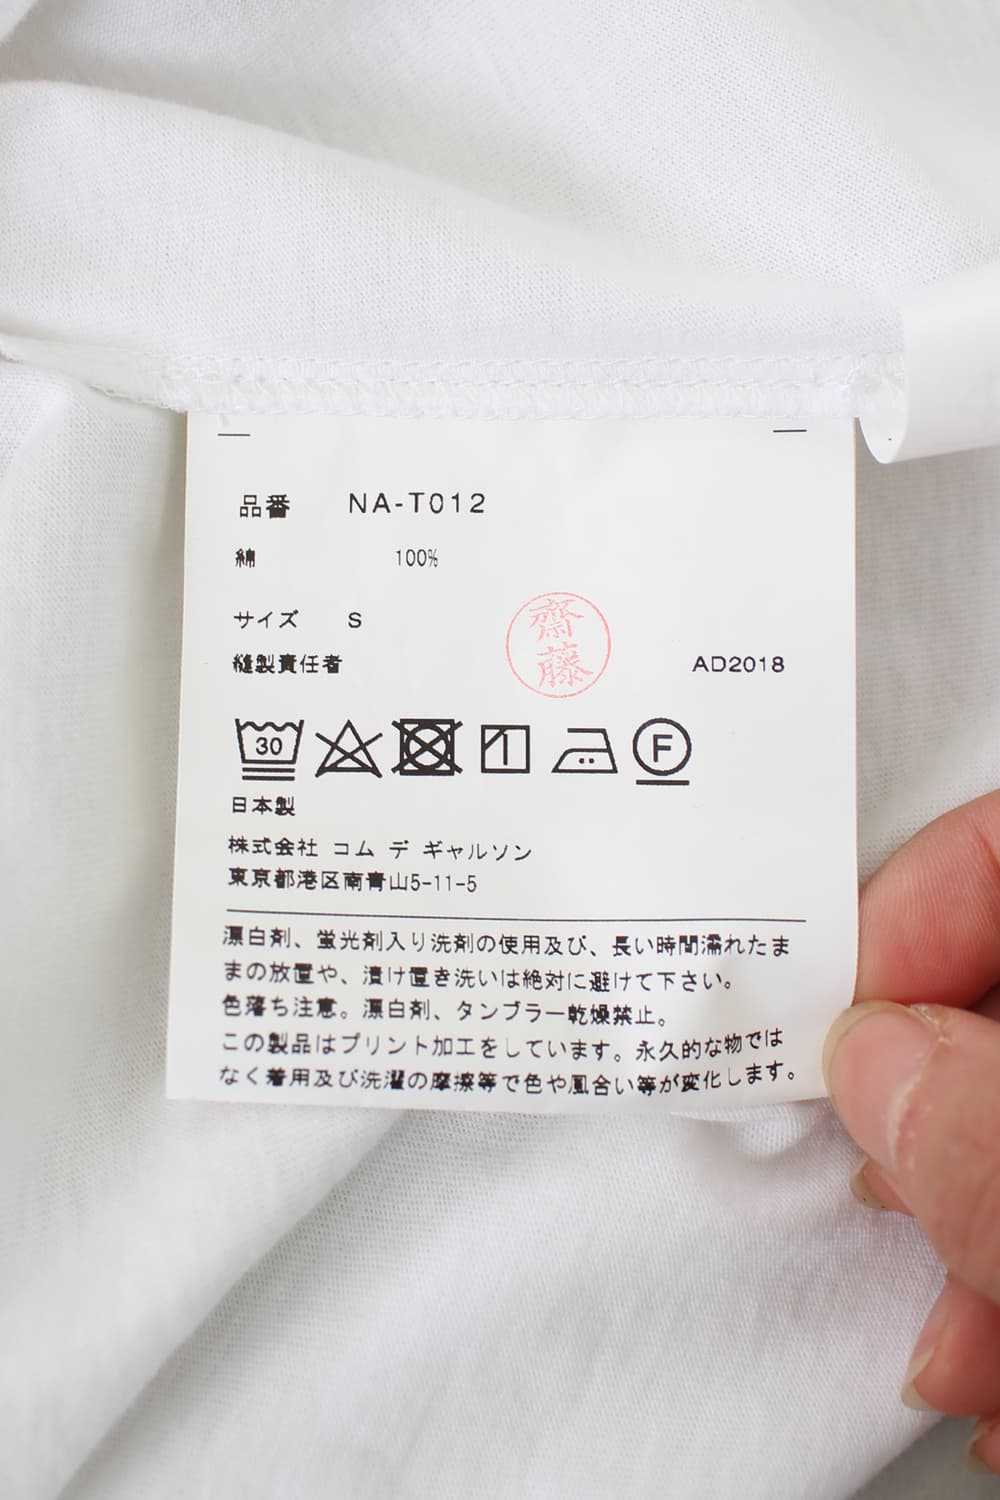 品番 NA-T012
綿 100%
サイズ S
縫製責任者 齋藤 AD2018
30 F
日本製
株式会社 コム デ ギャルソン
東京都港区南青山5-11-5
漂白剤、蛍光剤入り洗剤の使用及び、長い時間濡れたま
まの放置や、漬け置き洗いは絶対に避けて下さい。
色落ち注意。漂白剤、タンブラー乾燥禁止。
この製品はプリント加工をしています。永久的な物では
なく着用及び洗濯の摩擦等で色や風合い等が変化します。